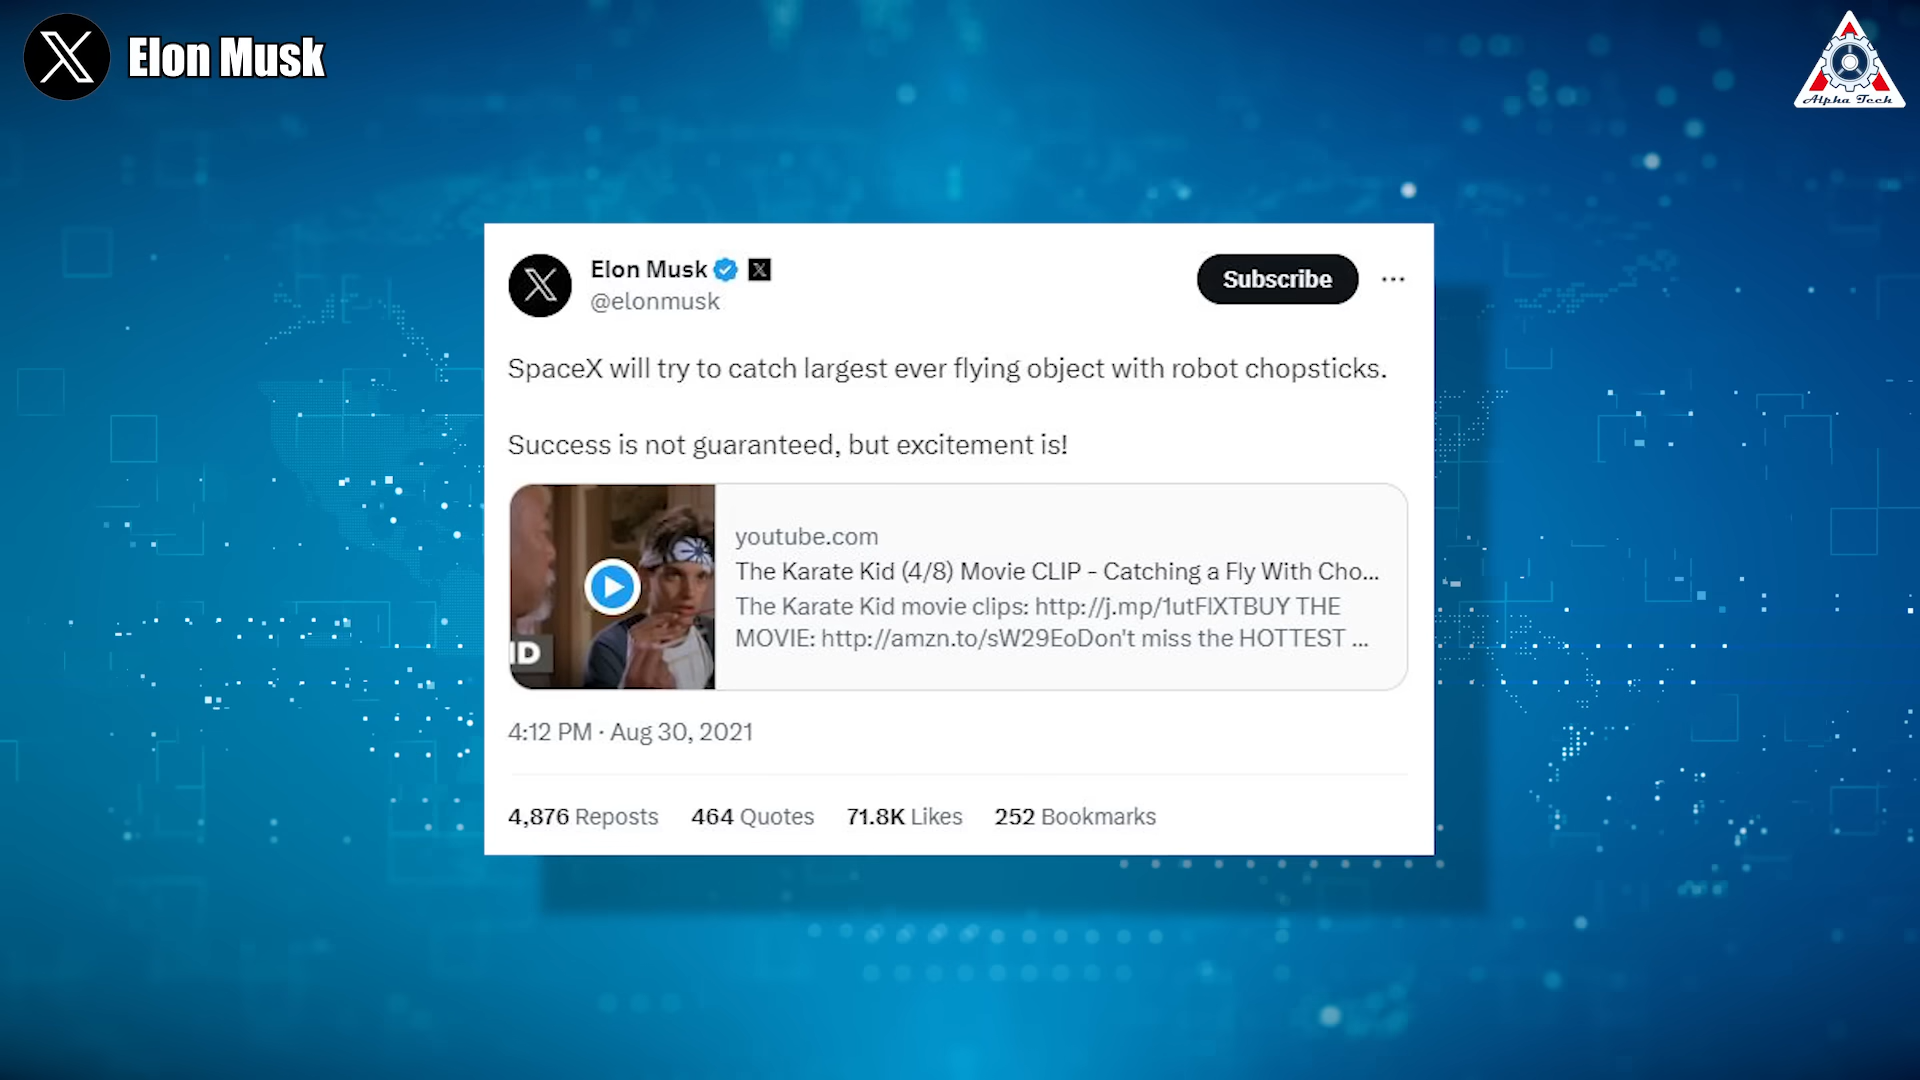 Elon Musk
Alpha Tech
Elon Musk
@elonmusk
Subscribe
SpaceX will try to catch largest ever flying object with robot chopsticks.
Success is not guaranteed, but excitement is!
youtube.com
The Karate Kid (4/8) Movie CLIP - Catching a Fly With Cho...
The Karate Kid movie clips: http://j.mp/1utFlXTBUY THE
MOVIE: http://amzn.to/sW29EoDon't miss the HOTTEST ...
ID
4:12 PM · Aug 30, 2021
4,876 Reposts 464 Quotes 71.8K Likes 252 Bookmarks